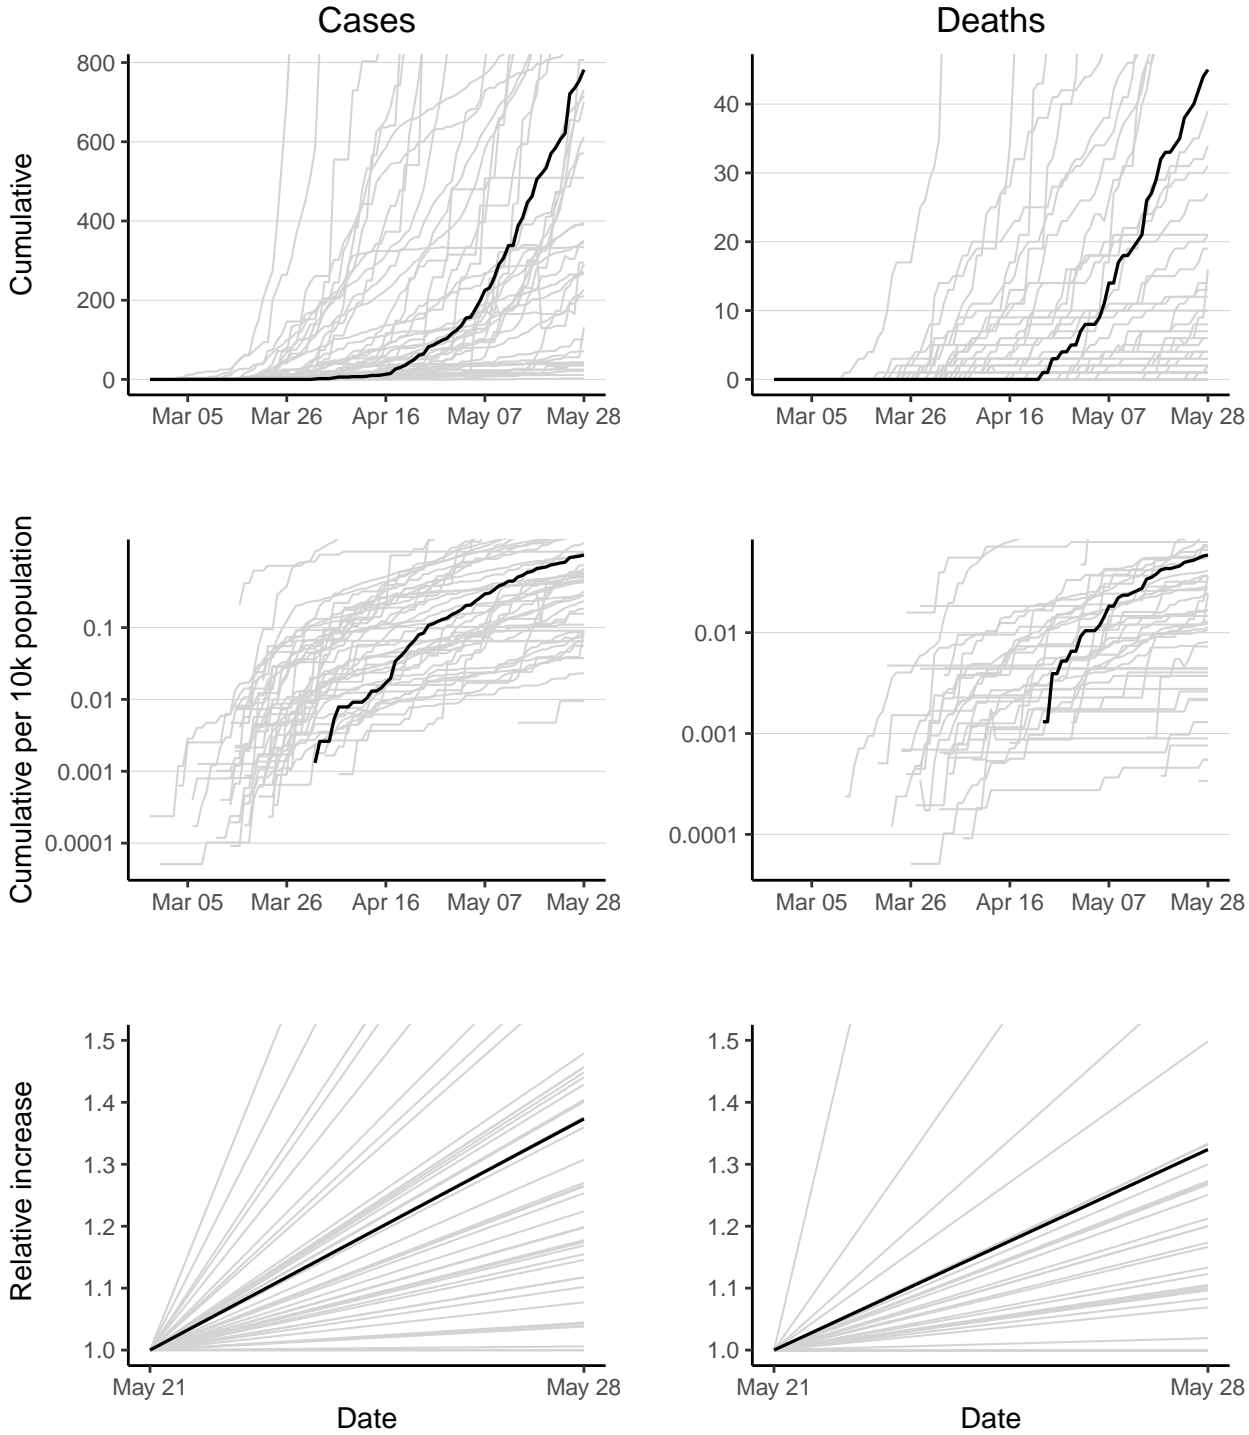 Cases
Deaths
Cumulative
800
600
400
200
0
Mar 05 Mar 26 Apr 16 May 07 May 28
40
30
20
10
0
Mar 05 Mar 26 Apr 16 May 07 May 28
Cumulative per 10k population
0.1
0.01
0.001
0.0001
Mar 05 Mar 26 Apr 16 May 07 May 28
0.01
0.001
0.0001
Mar 05 Mar 26 Apr 16 May 07 May 28
Relative increase
1.5
1.4
1.3
1.2
1.1
1.0
May 21 May 28
Date
1.5
1.4
1.3
1.2
1.1
1.0
May 21 May 28
Date